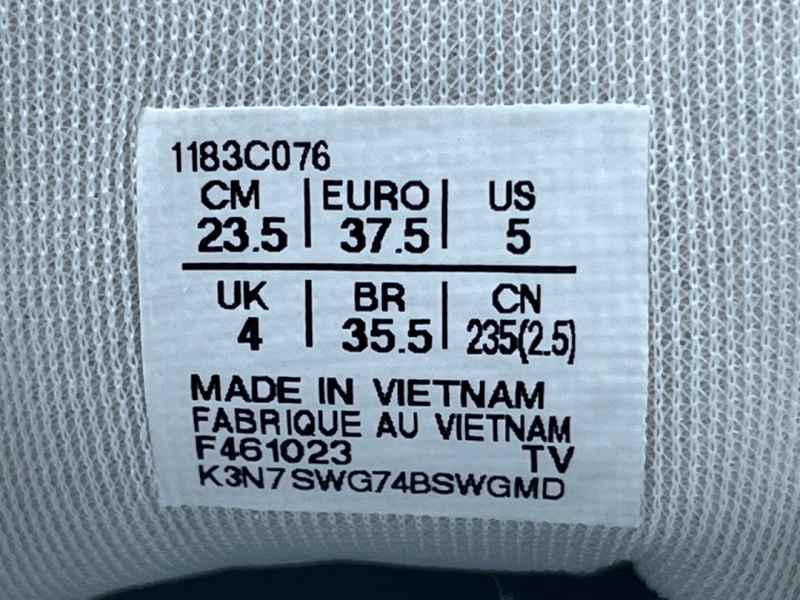 1183C076
CM | EURO | US
23.5 | 37.5 | 5
UK | BR | CN
4 | 35.5 | 235(2.5)
MADE IN VIETNAM
FABRIQUE AU VIETNAM
F461023 TV
K3N7SWG74BSWGMD